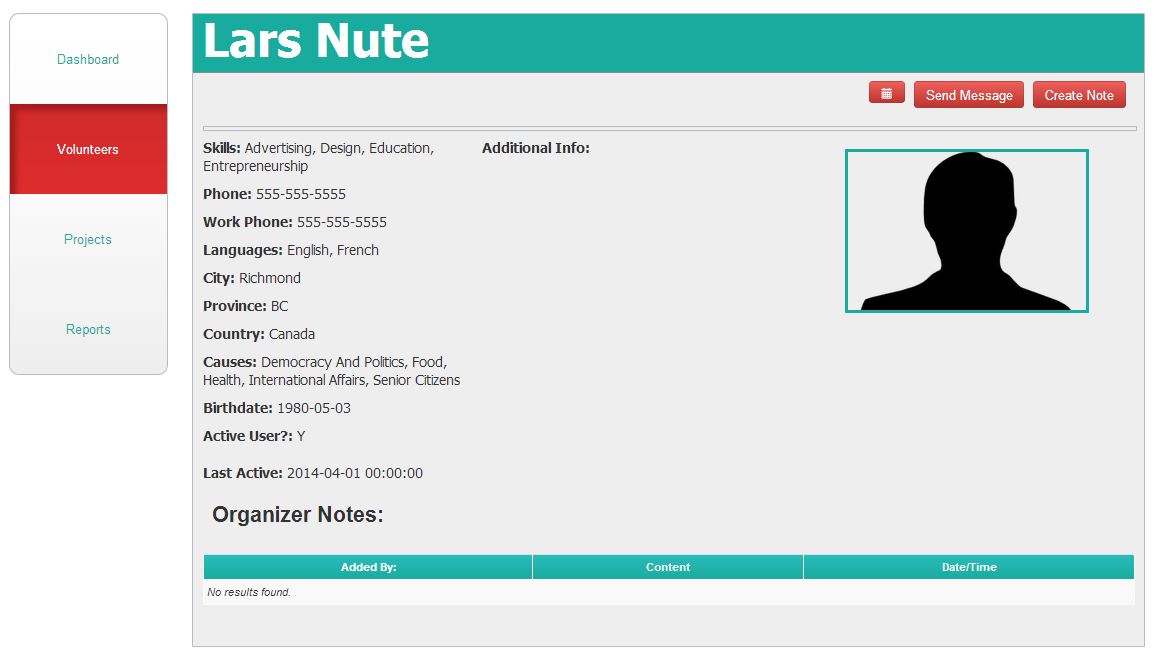 Dashboard
Volunteers
Projects
Reports
Lars Nute
Send Message
Create Note
Skills: Advertising, Design, Education,
Entrepreneurship
Phone: 555-555-5555
Work Phone: 555-555-5555
Languages: English, French
City: Richmond
Province: BC
Country: Canada
Causes: Democracy And Politics, Food,
Health, International Affairs, Senior Citizens
Birthdate: 1980-05-03
Active User?: Y
Last Active: 2014-04-01 00:00:00
Additional Info:
Organizer Notes:
Added By: Content Date/Time
No results found.